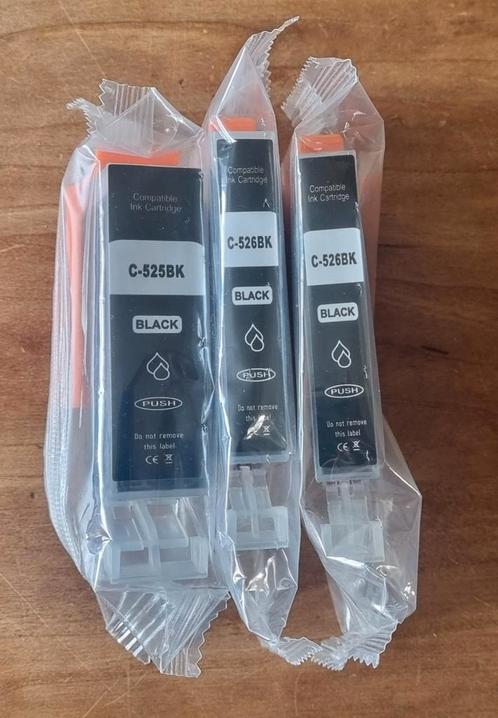 Compatible
Ink Cartridge
C-525BK
BLACK
PUSH
Do not remove
this label
CE
Compatible
Ink Cartridge
C-526BK
BLACK
PUSH
Do not remove
this label
CE
Compatible
Ink Cartridge
C-526BK
BLACK
PUSH
Do not remove
this label
CE